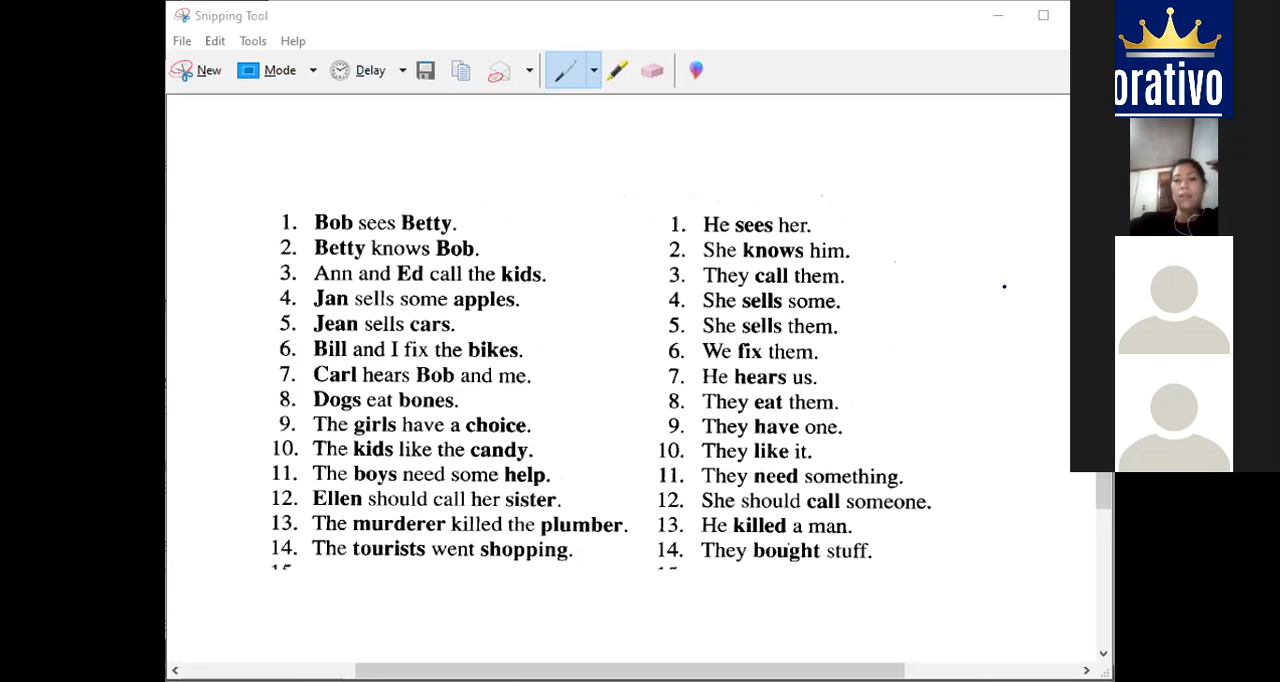 Snipping Tool
File Edit Tools Help
New Mode Delay
1. Bob sees Betty.
2. Betty knows Bob.
3. Ann and Ed call the kids.
4. Jan sells some apples.
5. Jean sells cars.
6. Bill and I fix the bikes.
7. Carl hears Bob and me.
8. Dogs eat bones.
9. The girls have a choice.
10. The kids like the candy.
11. The boys need some help.
12. Ellen should call her sister.
13. The murderer killed the plumber.
14. The tourists went shopping.
1. He sees her.
2. She knows him.
3. They call them.
4. She sells some.
5. She sells them.
6. We fix them.
7. He hears us.
8. They eat them.
9. They have one.
10. They like it.
11. They need something.
12. She should call someone.
13. He killed a man.
14. They bought stuff.
orativo